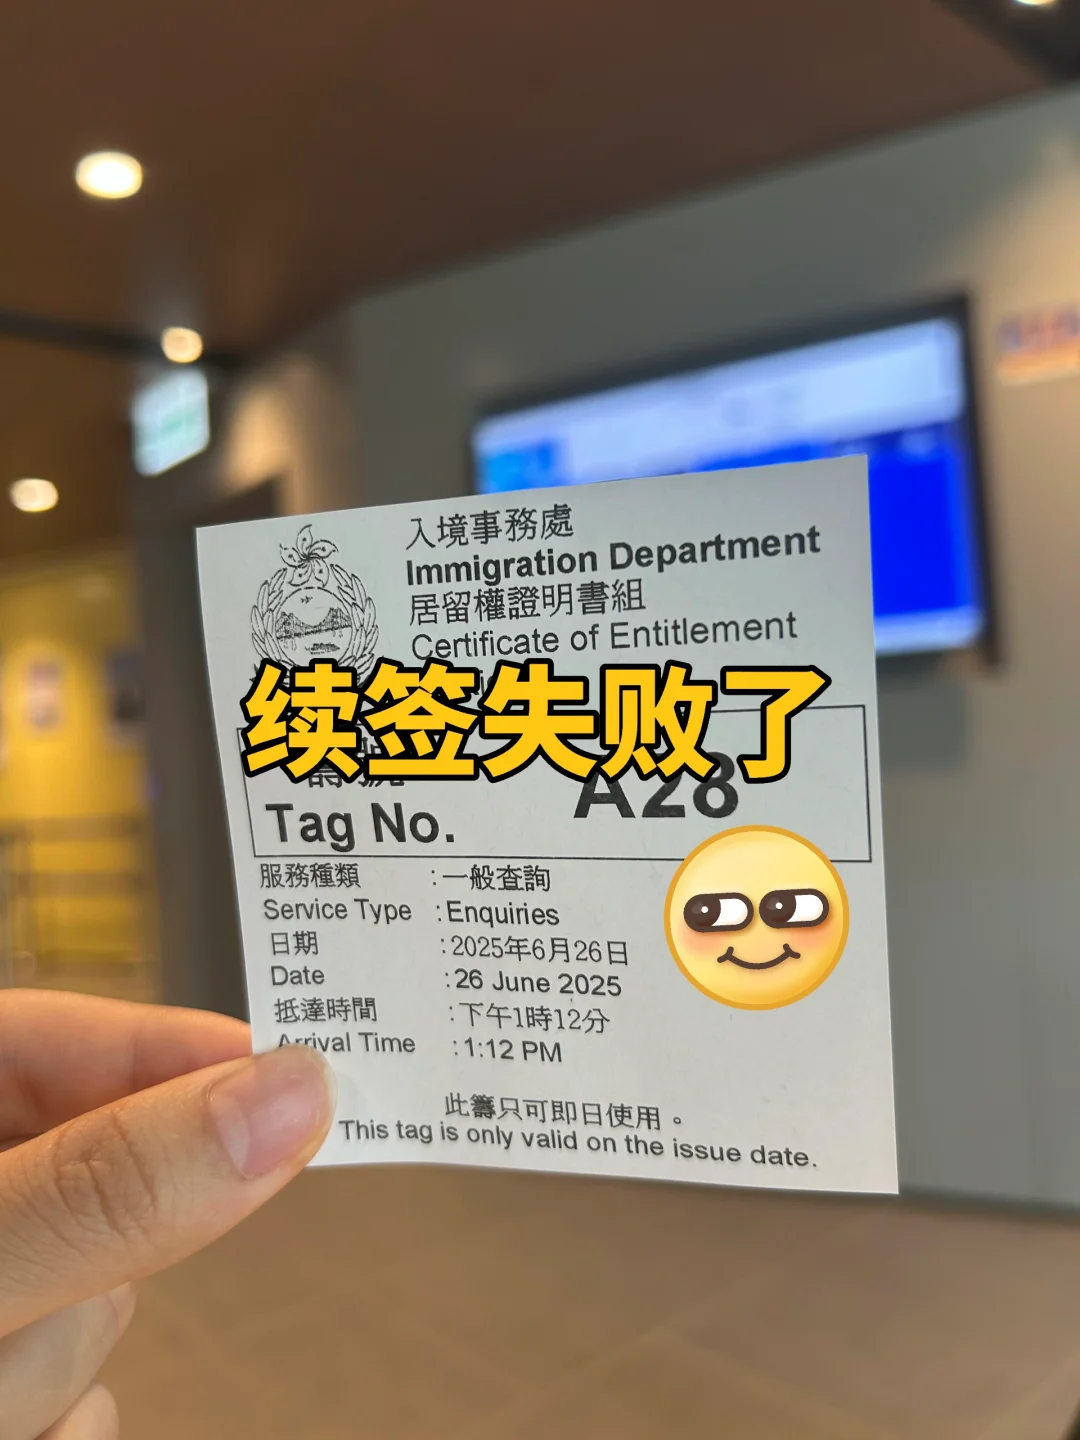 入境事務處
Immigration Department
居留權證明書組
Certificate of Entitlement
续签失败了
A28
Tag No.
服務種類 :一般查詢
Service Type :Enquiries
日期 :2025年6月26日
Date :26 June 2025
抵達時間 :下午1時12分
Arrival Time :1:12 PM
此籌只可即日使用。
This tag is only valid on the issue date.